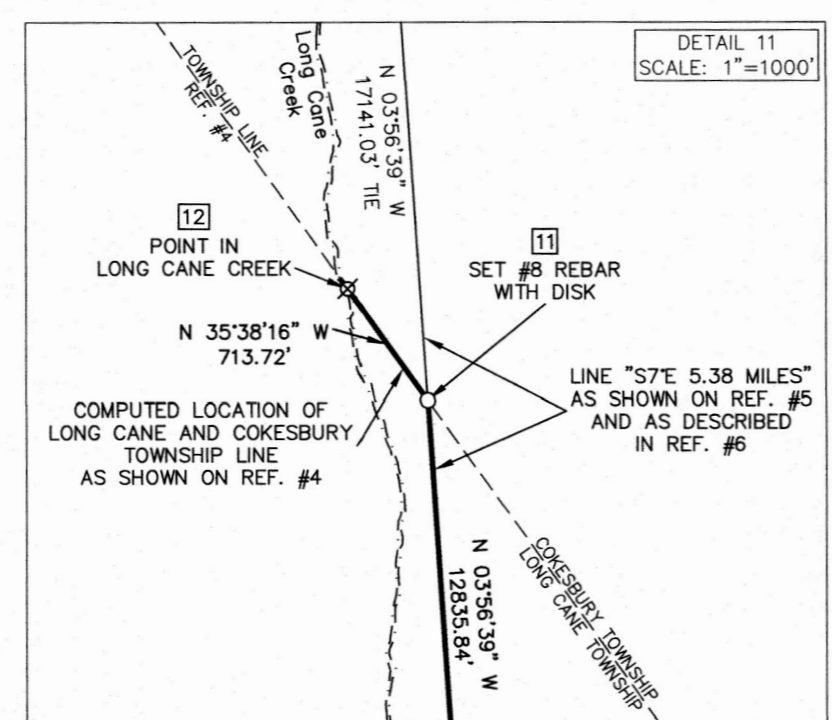 DETAIL 11
SCALE: 1"=1000'
TOWNSHIP LINE
REF. #4
Long Cane
Creek
N 03°56'39" W
17141.03' TIE
12
POINT IN
LONG CANE CREEK
11
SET #8 REBAR
WITH DISK
N 35°38'16" W
713.72'
LINE "S7°E 5.38 MILES"
AS SHOWN ON REF. #5
AND AS DESCRIBED
IN REF. #6
COMPUTED LOCATION OF
LONG CANE AND COKESBURY
TOWNSHIP LINE
AS SHOWN ON REF. #4
N 03°56'39" W
12835.84'
COKESBURY TOWNSHIP
LONG CANE TOWNSHIP